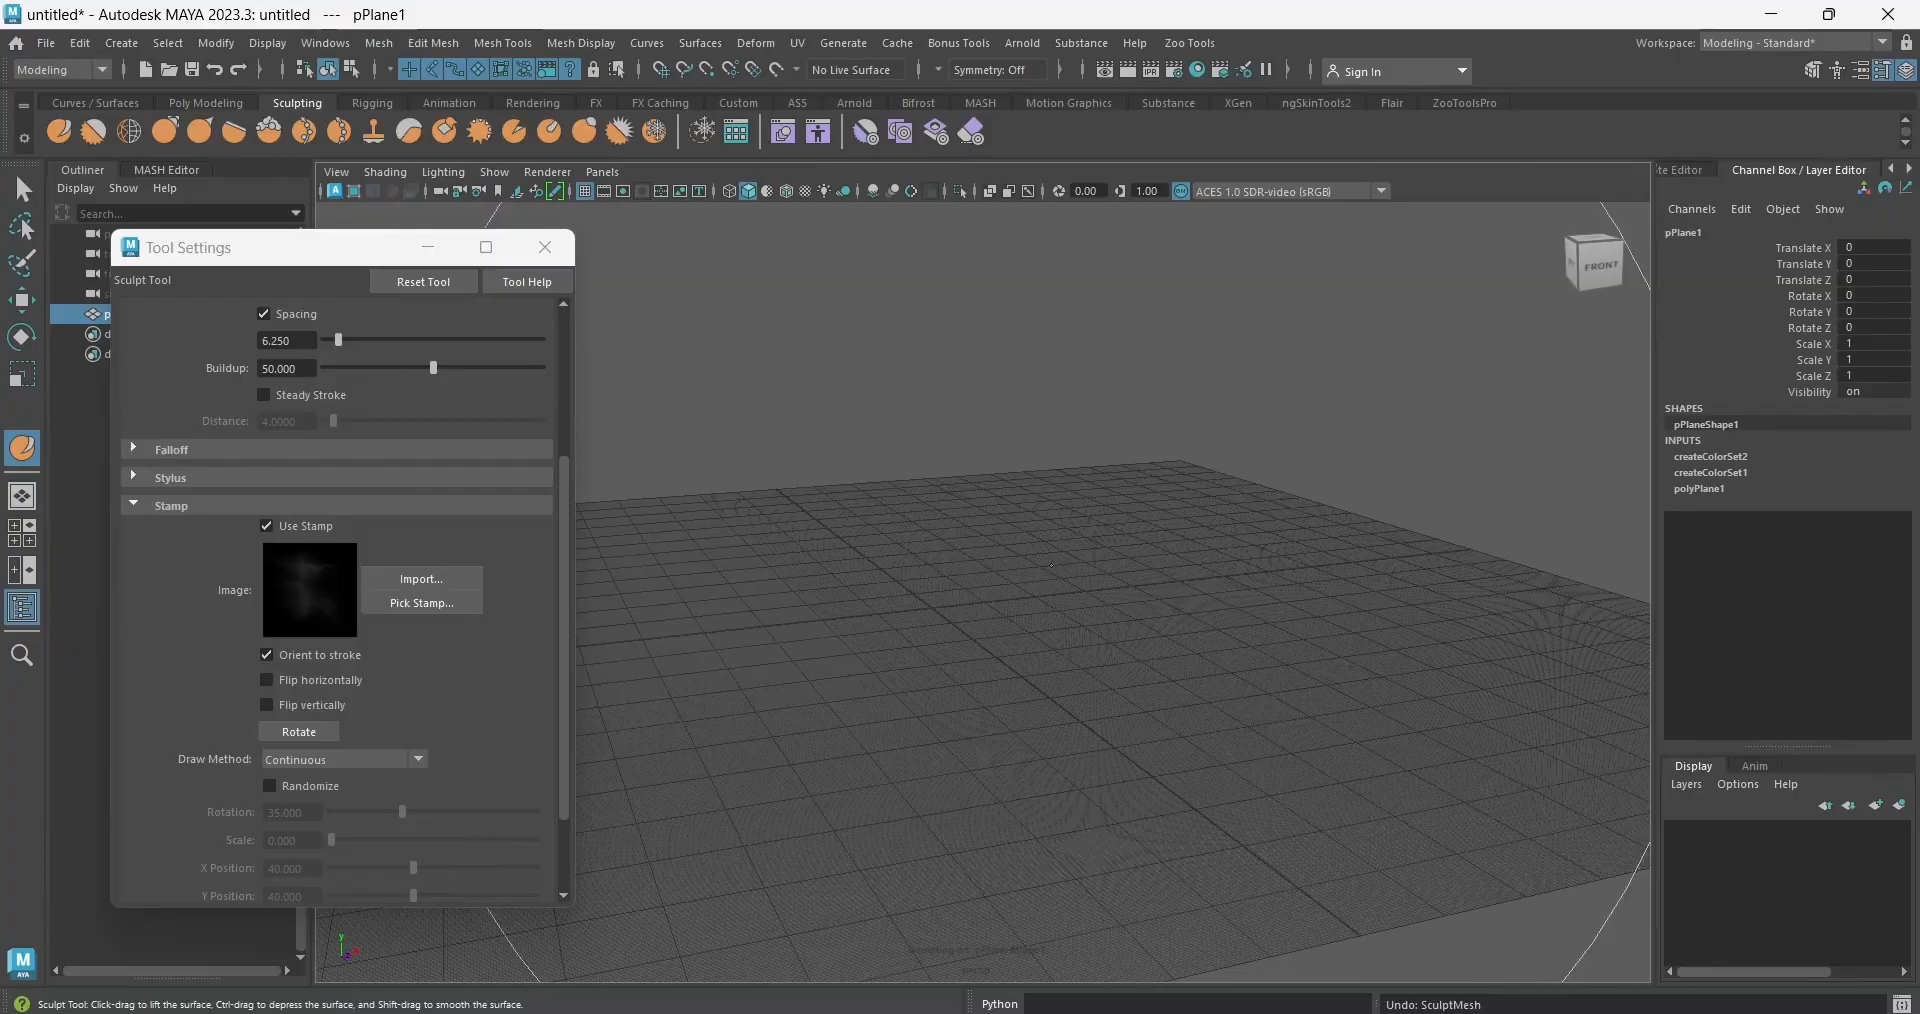 untitled* - Autodesk MAYA 2023.3: untitled --- pPlane1
File Edit Create Select Modify Display Windows Mesh Edit Mesh Mesh Tools Mesh Display Curves Surfaces Deform UV Generate Cache Bonus Tools Arnold Substance Help Zoo Tools Workspace: Modeling - Standard*
Modeling No Live Surface Symmetry: Off Sign In
Curves / Surfaces Poly Modeling Sculpting Rigging Animation Rendering FX FX Caching Custom AS5 Arnold Bifrost MASH Motion Graphics Substance XGen ngSkinTools2 Flair ZooToolsPro
Outliner MASH Editor
Display Show Help
Search...
View Shading Lighting Show Renderer Panels
0.00 1.00 ACES 1.0 SDR-video (sRGB)
FRONT
Tool Settings
Sculpt Tool Reset Tool Tool Help
Spacing
6.250
Buildup: 50.000
Steady Stroke
Distance: 4.0000
Falloff
Stylus
Stamp
Use Stamp
Image:
Import...
Pick Stamp...
Orient to stroke
Flip horizontally
Flip vertically
Rotate
Draw Method: Continuous
Randomize
Rotation: 35.000
Scale: 0.000
X Position: 40.000
Y Position: 40.000
Channel Box / Layer Editor
Channels Edit Object Show
pPlane1
Translate X 0
Translate Y 0
Translate Z 0
Rotate X 0
Rotate Y 0
Rotate Z 0
Scale X 1
Scale Y 1
Scale Z 1
Visibility on
SHAPES
pPlaneShape1
INPUTS
createColorSet2
createColorSet1
polyPlane1
Display Anim
Layers Options Help
Sculpt Tool: Click-drag to lift the surface, Ctrl-drag to depress the surface, and Shift-drag to smooth the surface.
Python
Undo: SculptMesh